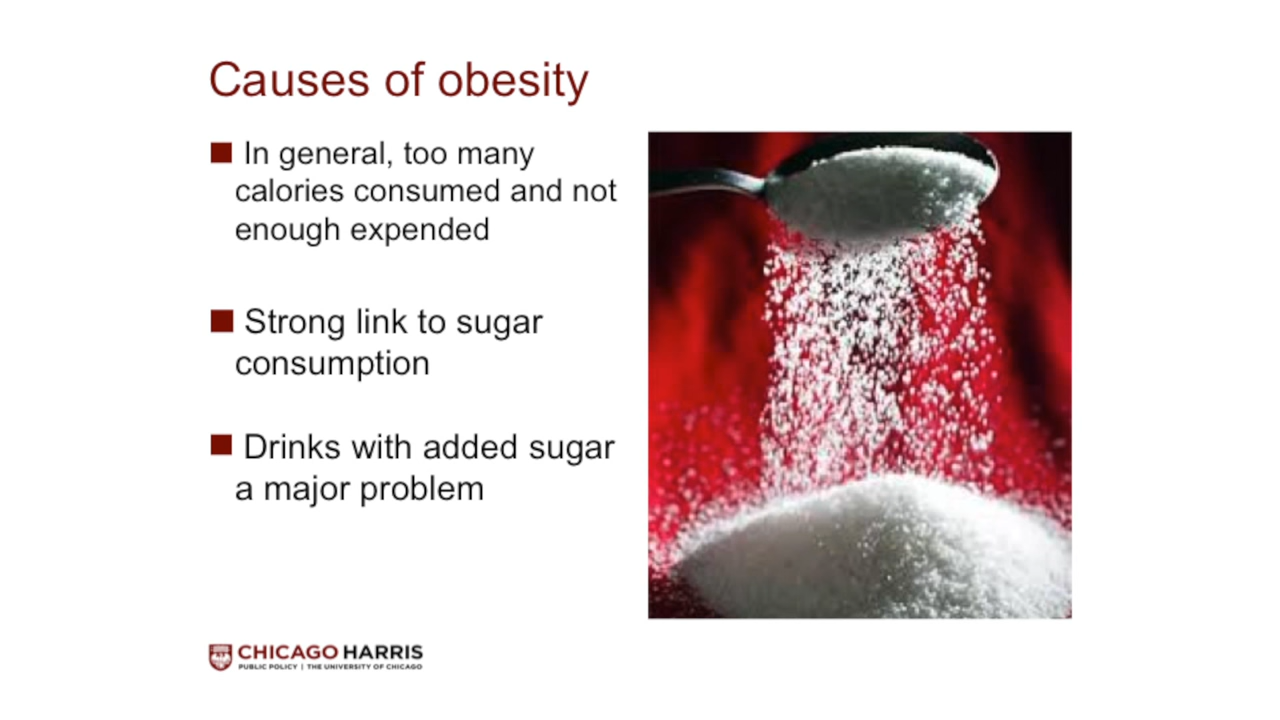 Causes of obesity
In general, too many
calories consumed and not
enough expended
Strong link to sugar
consumption
Drinks with added sugar
a major problem
CHICAGO HARRIS
PUBLIC POLICY | THE UNIVERSITY OF CHICAGO